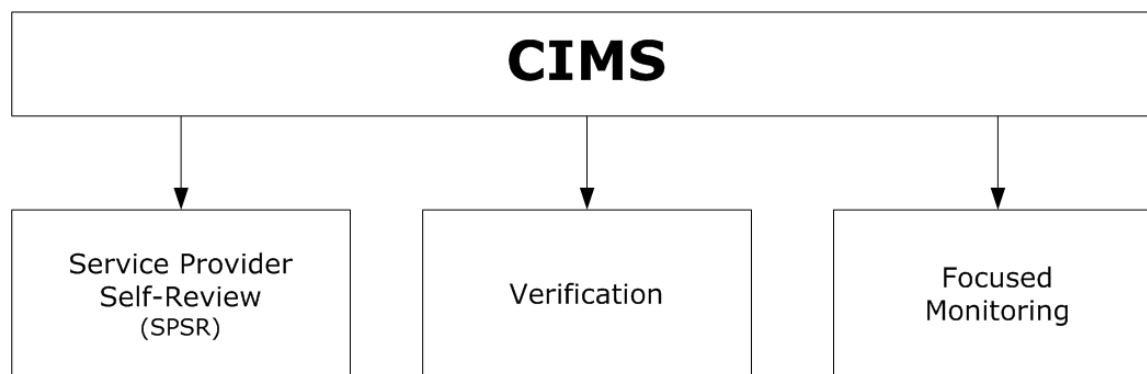 CIMS
Service Provider
Self-Review
(SPSR)
Verification
Focused
Monitoring